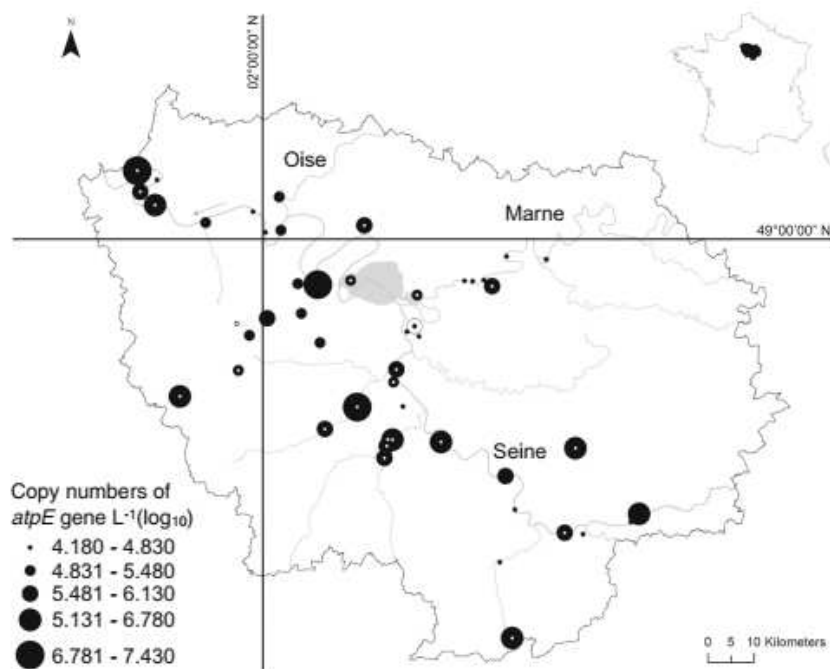 N
02°00'00" N
Oise
Marne
49°00'00" N
Seine
Copy numbers of
atpE gene L⁻¹(log₁₀)
4.180 - 4.830
4.831 - 5.480
5.481 - 6.130
5.131 - 6.780
6.781 - 7.430
0 5 10 Kilometers